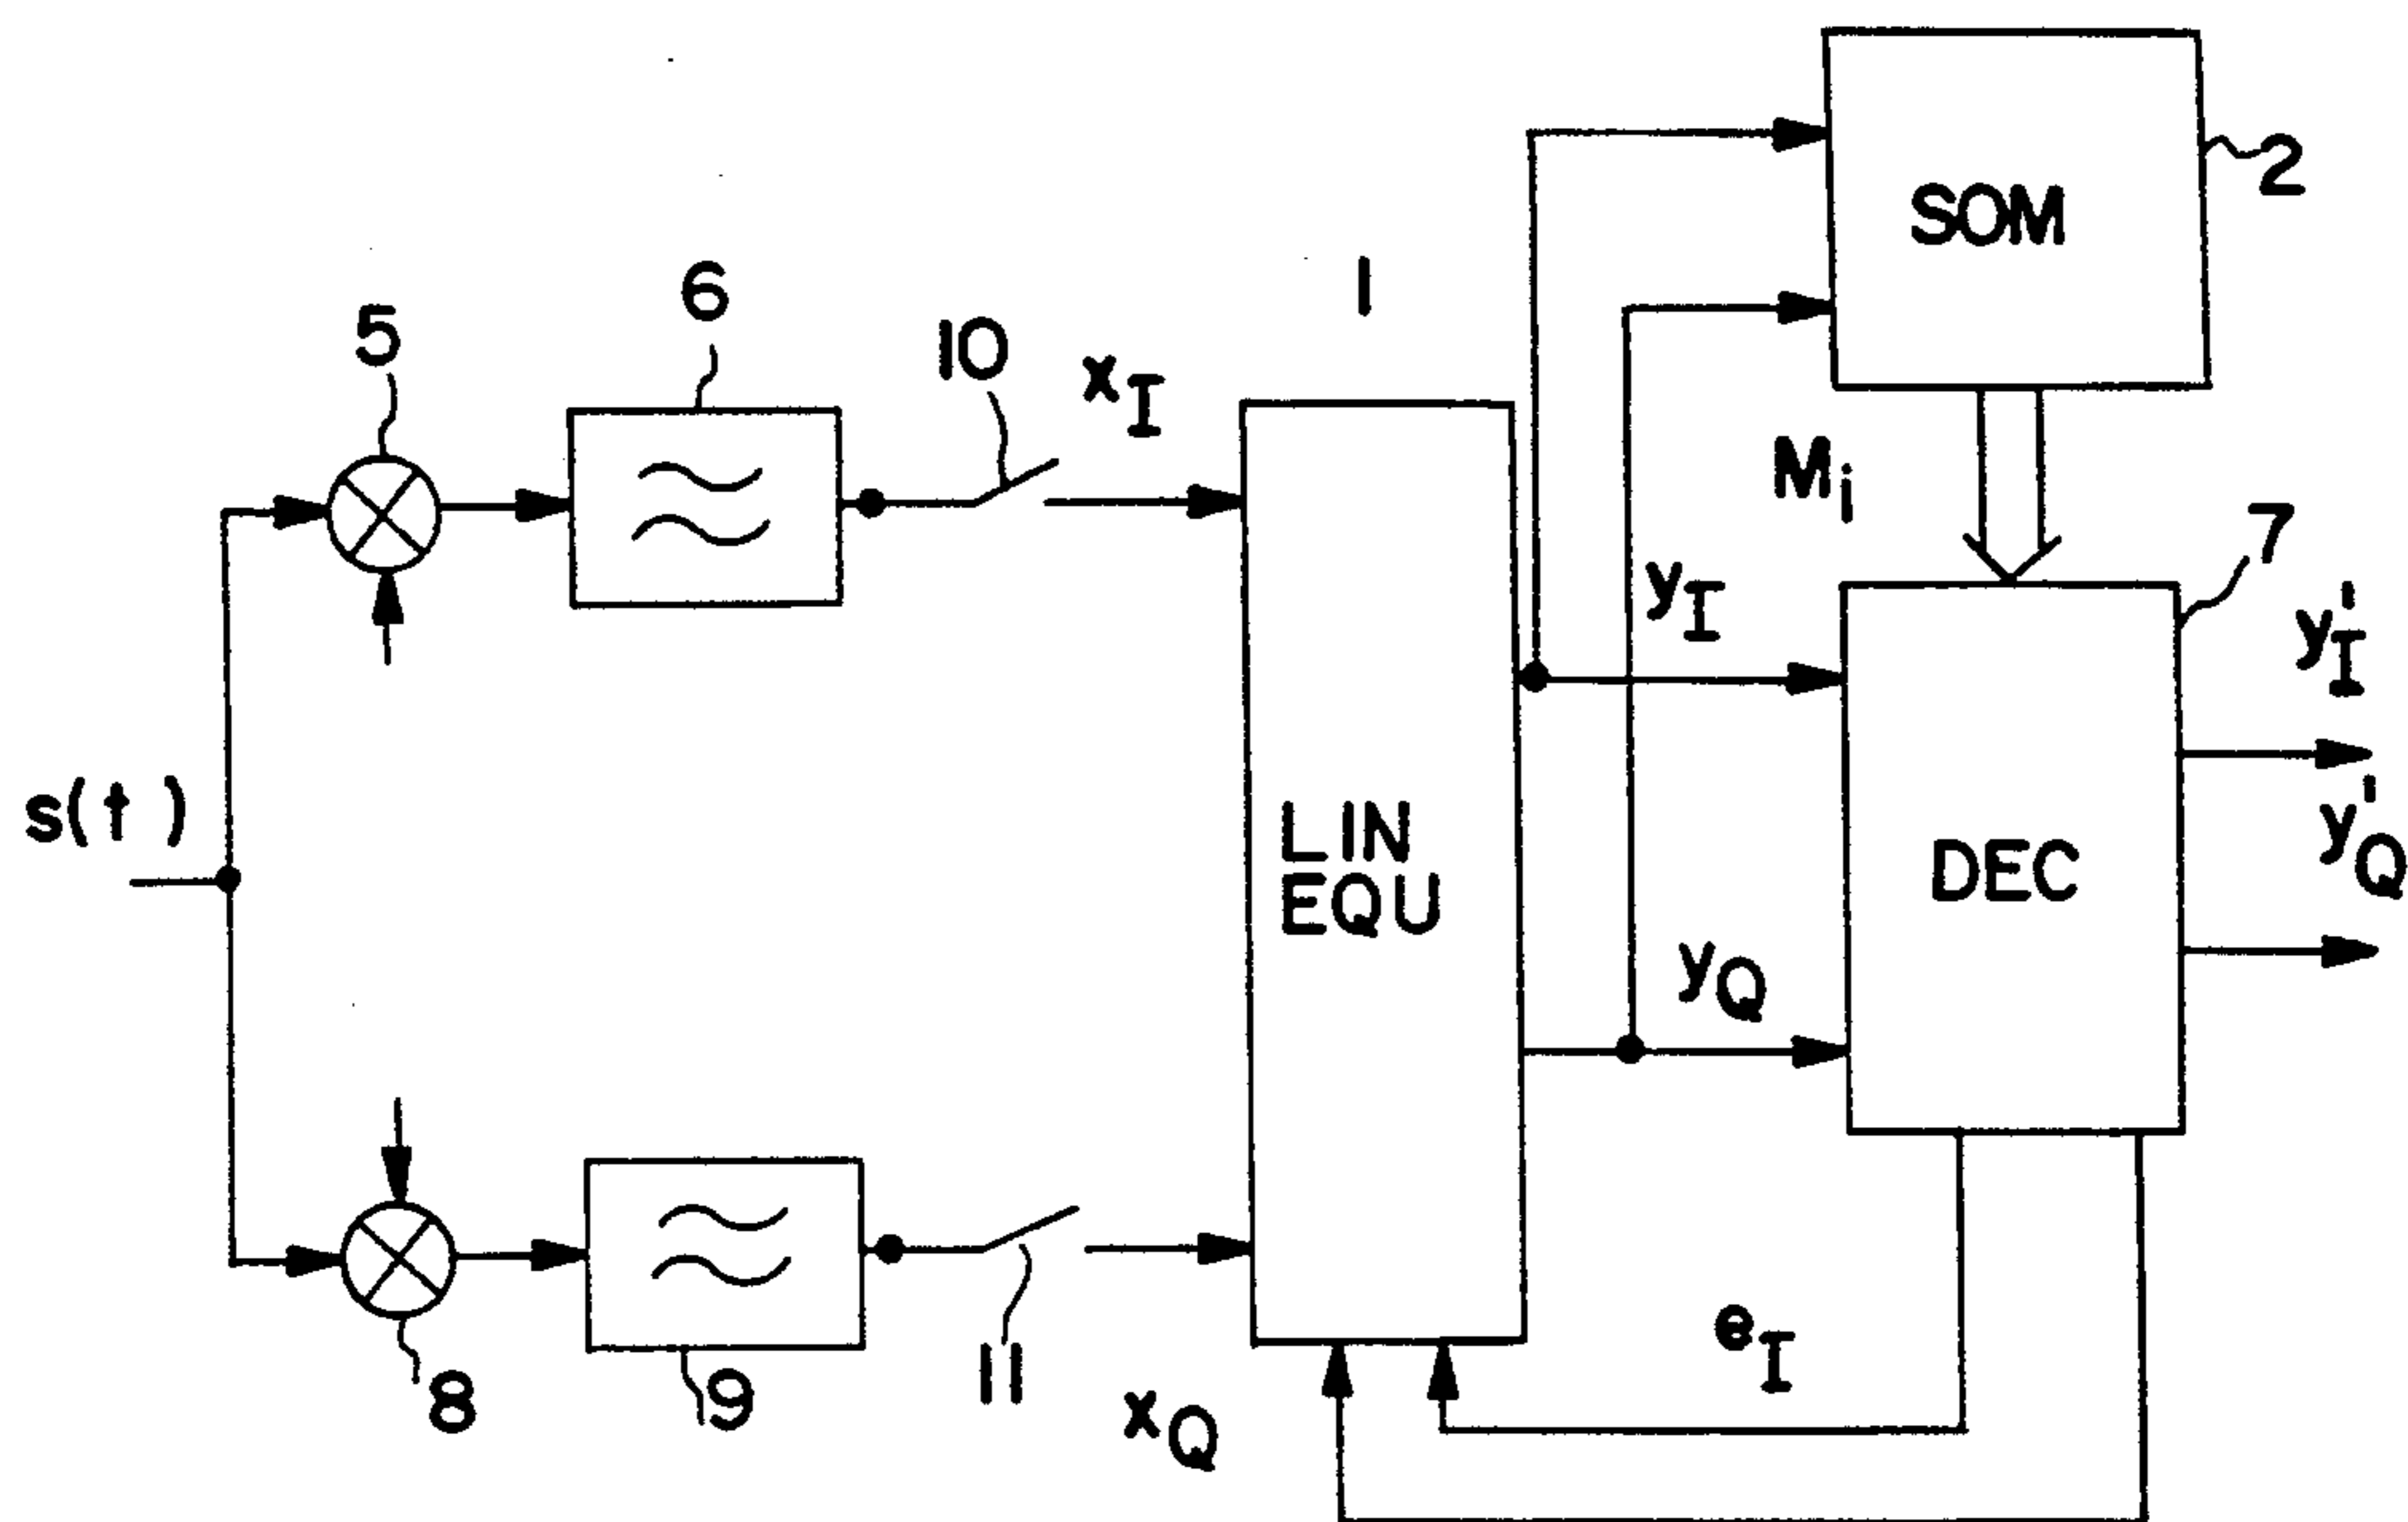 SOM
2
1
6
5
10
x_I
M_i
7
y_I
y'_I
s(t)
LIN
EQU
y'_Q
DEC
y_Q
e_I
8
9
11
x_Q